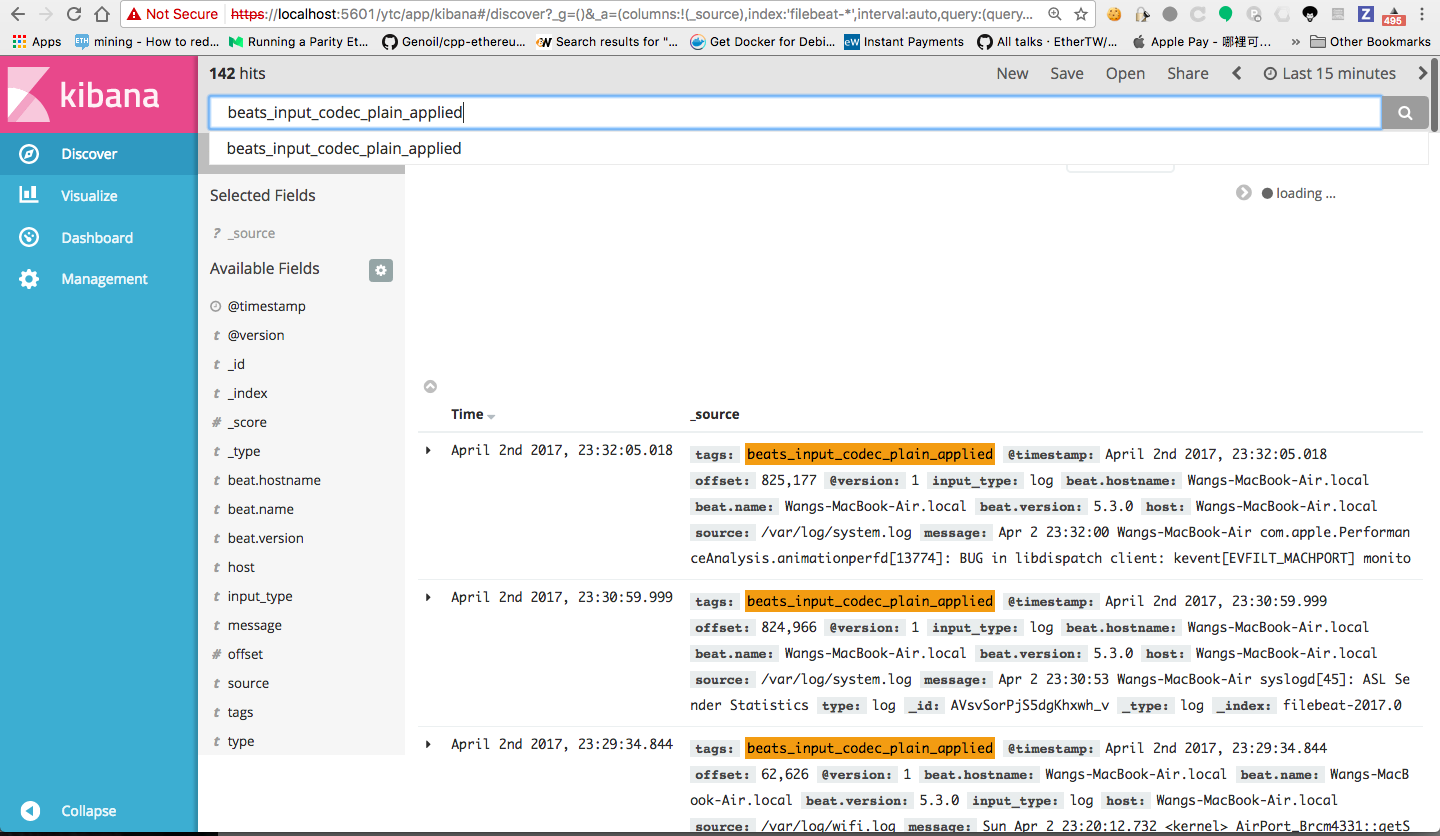 Not Secure https://localhost:5601/ytc/app/kibana#/discover?_g=()&_a=(columns:!(_source),index:'filebeat-*',interval:auto,query:(query...
495
Apps mining - How to red... Running a Parity Et... Genoil/cpp-ethereu... Search results for "... Get Docker for Debi... Instant Payments All talks · EtherTW/... Apple Pay - 哪裡可... » Other Bookmarks
kibana
142 hits
New Save Open Share Last 15 minutes
beats_input_codec_plain_applied
beats_input_codec_plain_applied
Discover
Visualize
Dashboard
Management
Collapse
Selected Fields
? _source
Available Fields
@timestamp
t @version
t _id
t _index
# _score
t _type
t beat.hostname
t beat.name
t beat.version
t host
t input_type
t message
# offset
t source
t tags
t type
loading ...
Time _source
April 2nd 2017, 23:32:05.018 tags: beats_input_codec_plain_applied @timestamp: April 2nd 2017, 23:32:05.018
offset: 825,177 @version: 1 input_type: log beat.hostname: Wangs-MacBook-Air.local
beat.name: Wangs-MacBook-Air.local beat.version: 5.3.0 host: Wangs-MacBook-Air.local
source: /var/log/system.log message: Apr 2 23:32:00 Wangs-MacBook-Air com.apple.Performan
ceAnalysis.animationperfd[13774]: BUG in libdispatch client: kevent[EVFILT_MACHPORT] monito
April 2nd 2017, 23:30:59.999 tags: beats_input_codec_plain_applied @timestamp: April 2nd 2017, 23:30:59.999
offset: 824,966 @version: 1 input_type: log beat.hostname: Wangs-MacBook-Air.local
beat.name: Wangs-MacBook-Air.local beat.version: 5.3.0 host: Wangs-MacBook-Air.local
source: /var/log/system.log message: Apr 2 23:30:53 Wangs-MacBook-Air syslogd[45]: ASL Se
nder Statistics type: log _id: AVsvSorPjS5dgKhxwh_v _type: log _index: filebeat-2017.0
April 2nd 2017, 23:29:34.844 tags: beats_input_codec_plain_applied @timestamp: April 2nd 2017, 23:29:34.844
offset: 62,626 @version: 1 beat.hostname: Wangs-MacBook-Air.local beat.name: Wangs-MacB
ook-Air.local beat.version: 5.3.0 input_type: log host: Wangs-MacBook-Air.local
source: /var/log/wifi.log message: Sun Apr 2 23:20:12.732 <kernel> AirPort_Brcm4331::getS